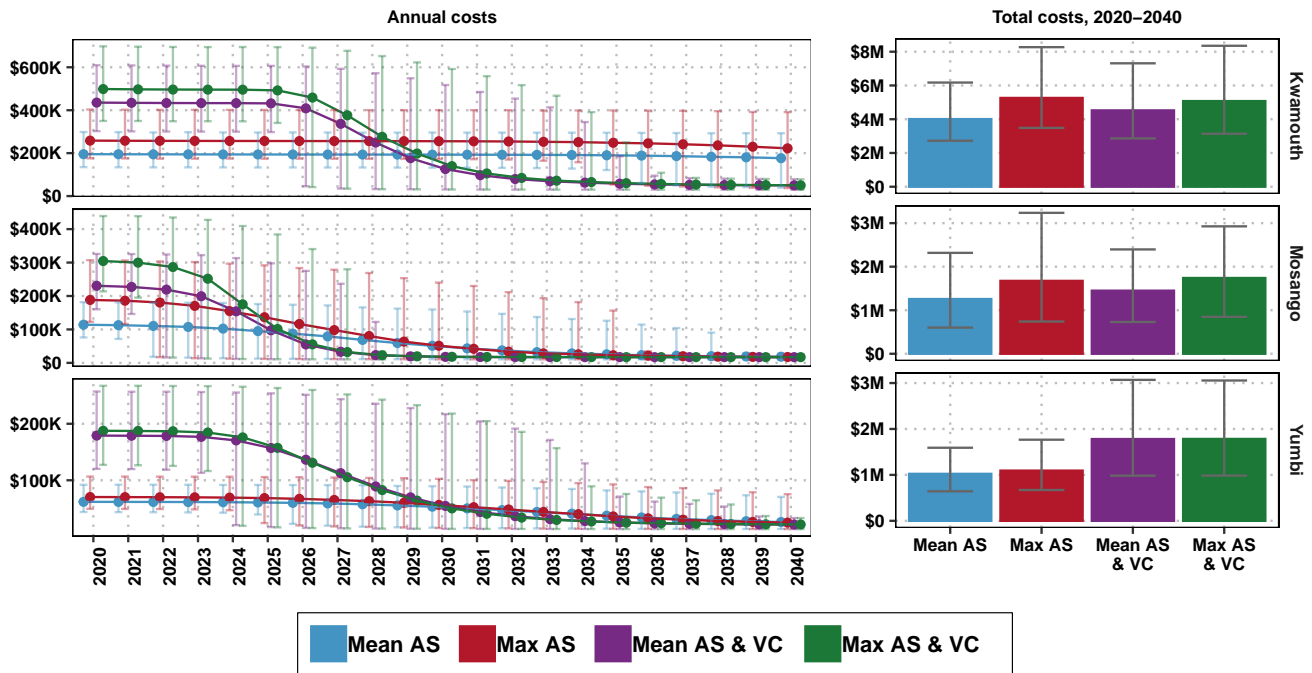 Annual costs
Total costs, 2020–2040
$600K
$400K
$200K
$0
$8M
$6M
$4M
$2M
$0
Kwamouth
$400K
$300K
$200K
$100K
$0
$3M
$2M
$1M
$0
Mosango
$200K
$100K
$3M
$2M
$1M
$0
Yumbi
2020
2021
2022
2023
2024
2025
2026
2027
2028
2029
2030
2031
2032
2033
2034
2035
2036
2037
2038
2039
2040
Mean AS
Max AS
Mean AS
& VC
Max AS
& VC
Mean AS
Max AS
Mean AS & VC
Max AS & VC